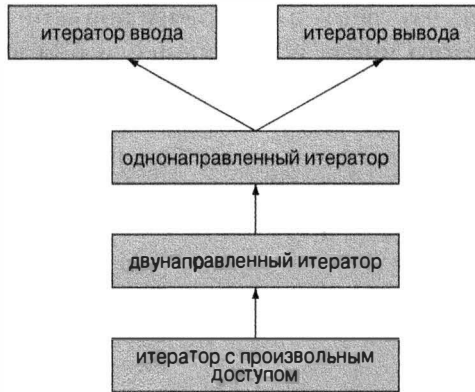 итератор ввода
итератор вывода
однонаправленный итератор
двунаправленный итератор
итератор с произвольным
доступом